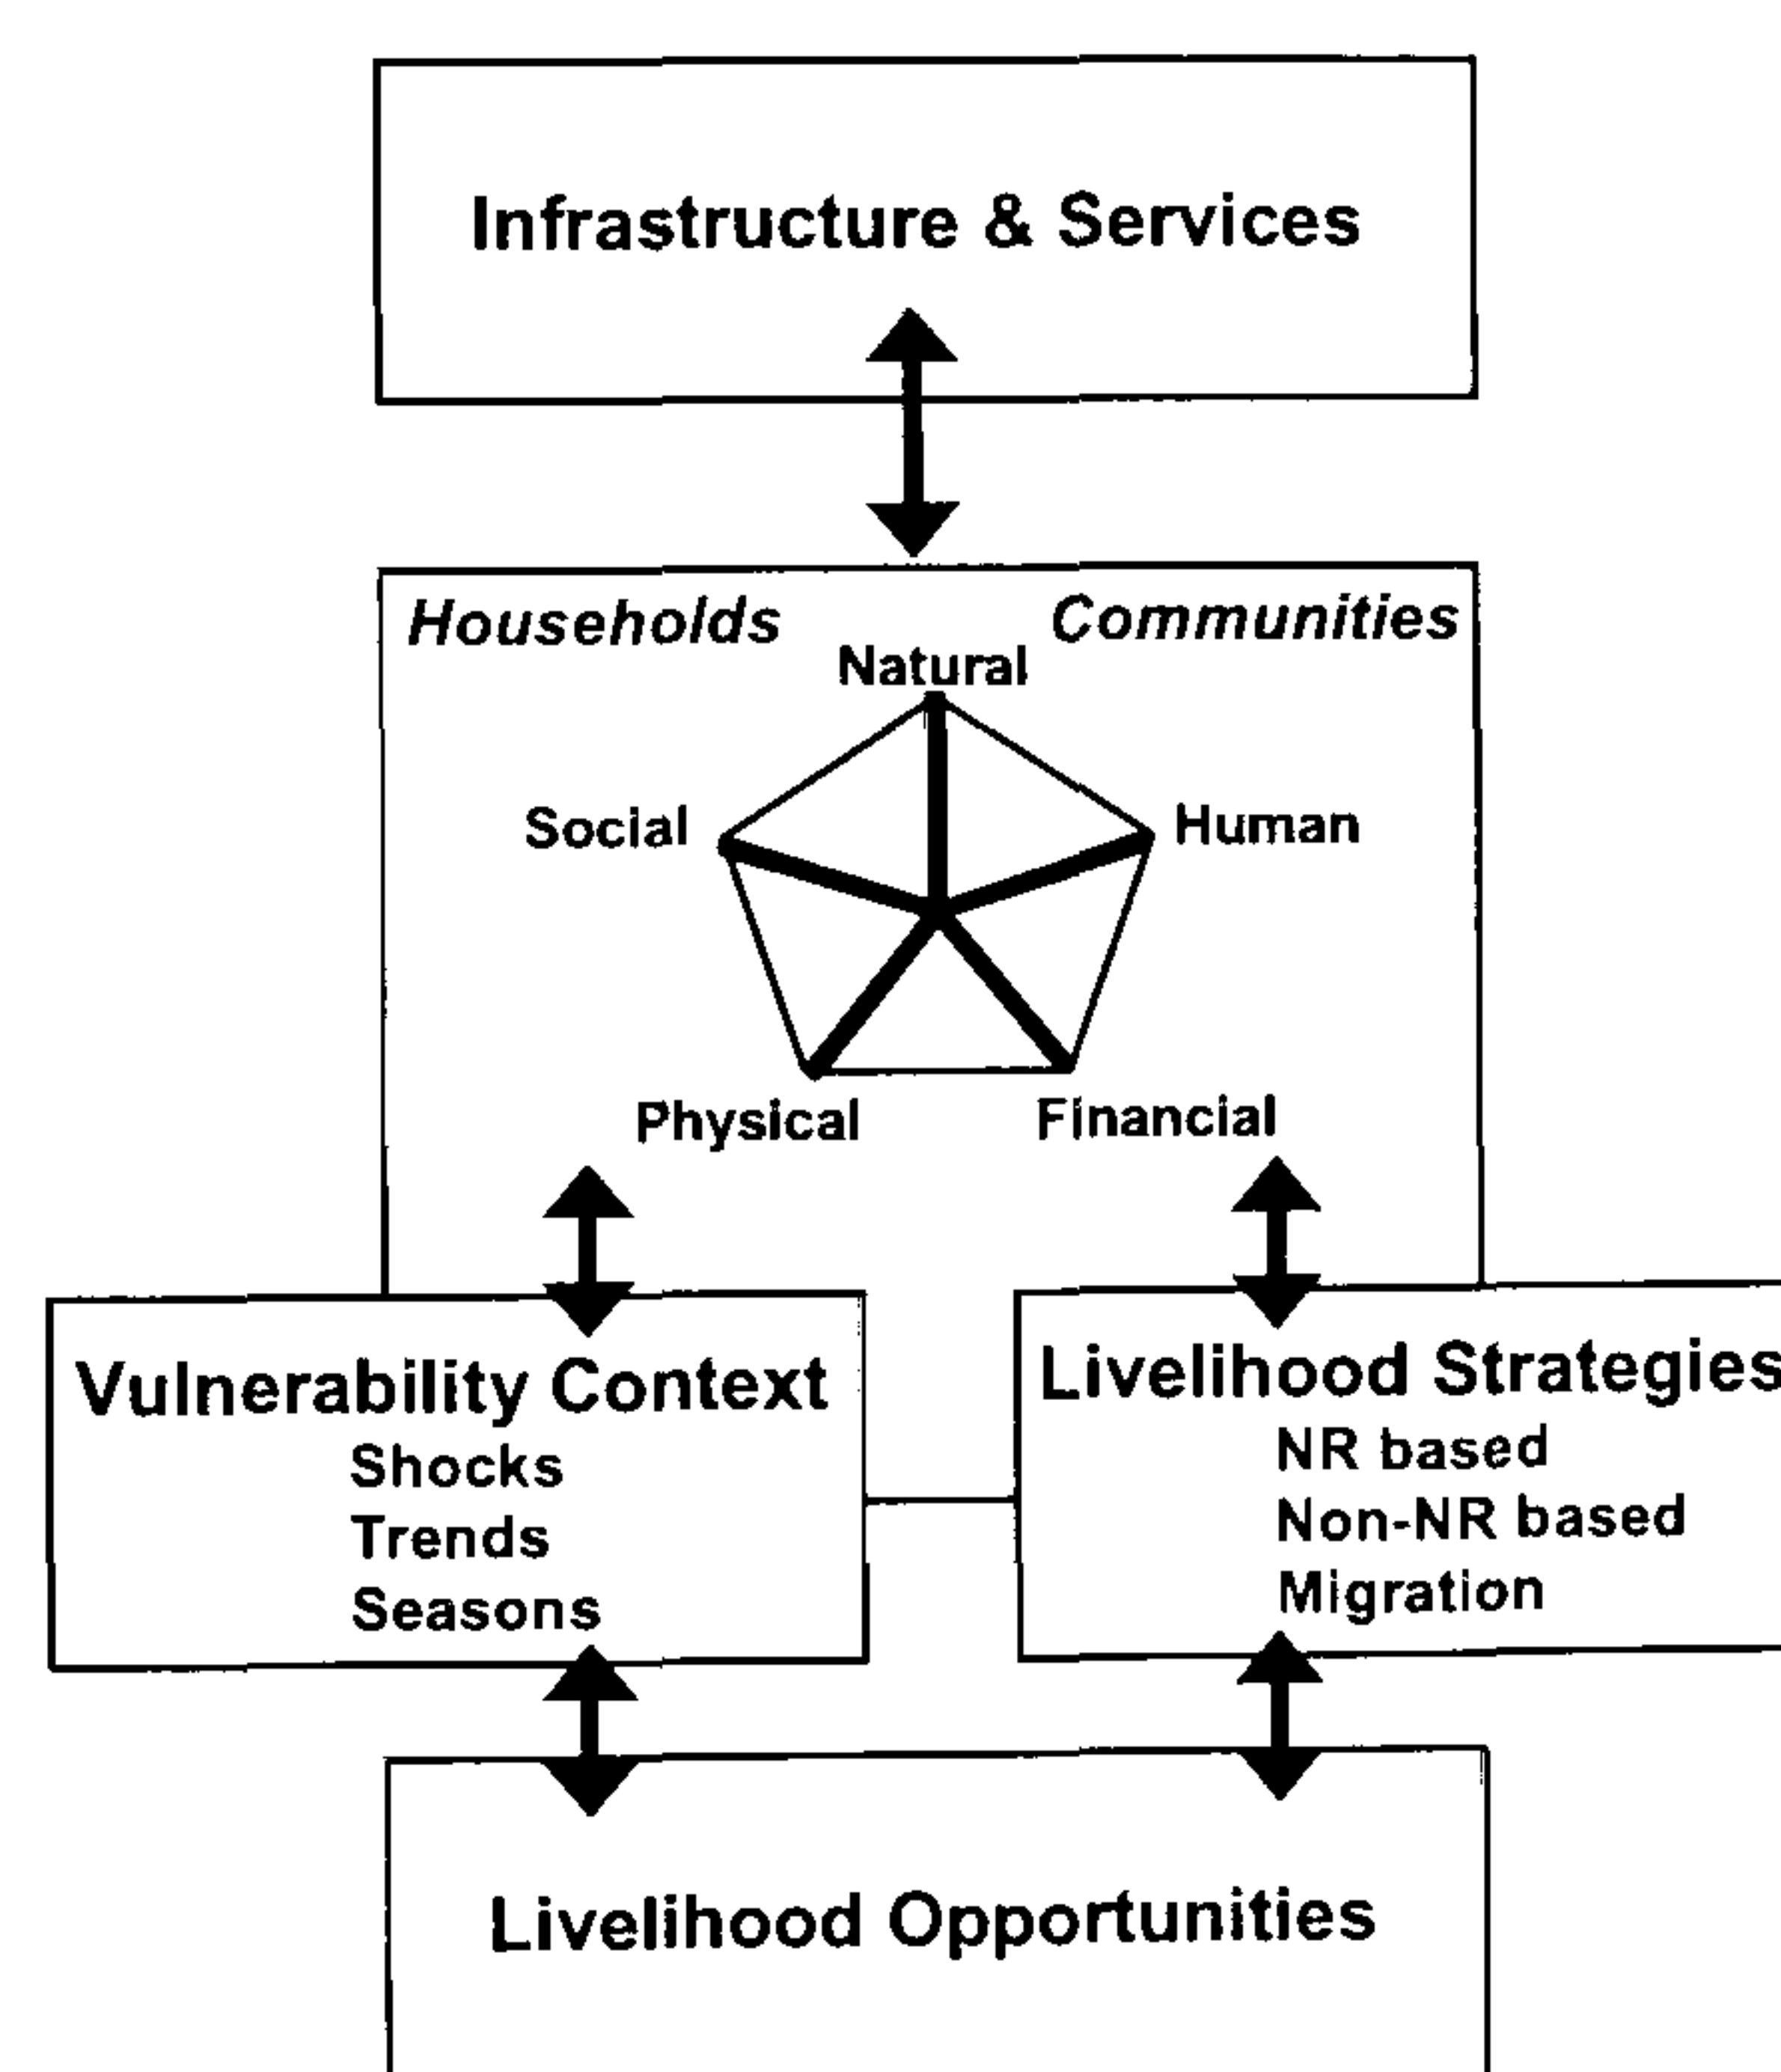 Infrastructure & Services
Households Communities
Natural
Social Human
Physical Financial
Vulnerability Context
Shocks
Trends
Seasons
Livelihood Strategies
NR based
Non-NR based
Migration
Livelihood Opportunities